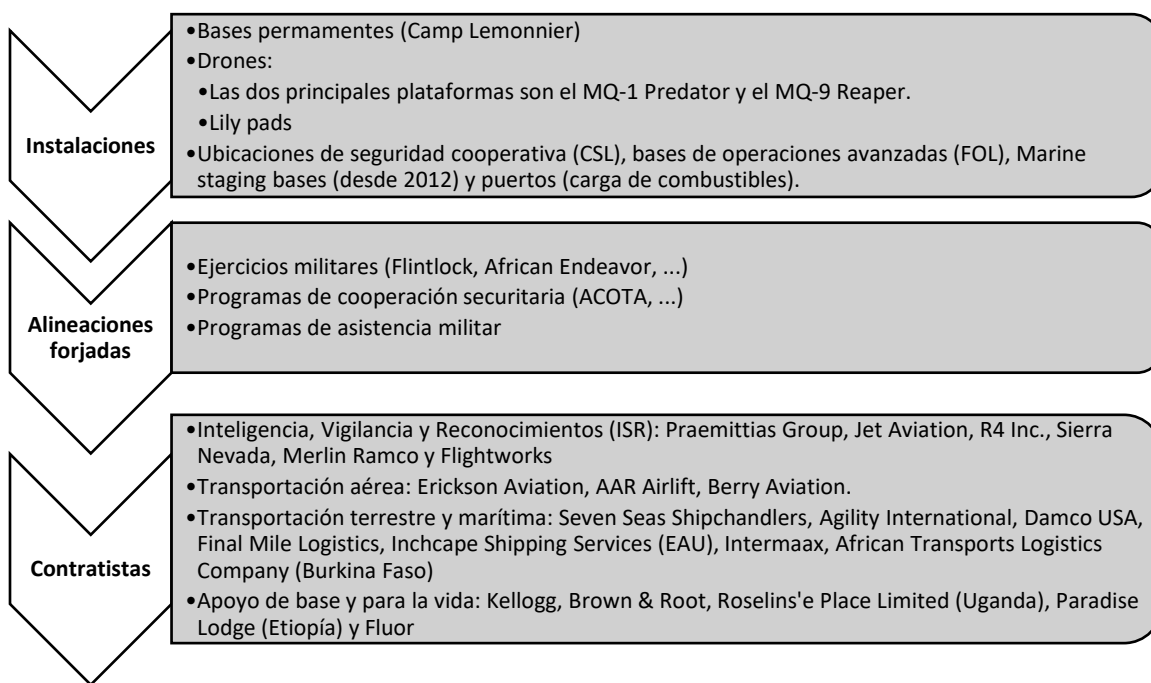 Instalaciones
•Bases permamentes (Camp Lemonnier)
•Drones:
•Las dos principales plataformas son el MQ-1 Predator y el MQ-9 Reaper.
•Lily pads
•Ubicaciones de seguridad cooperativa (CSL), bases de operaciones avanzadas (FOL), Marine
staging bases (desde 2012) y puertos (carga de combustibles).
Alineaciones
forjadas
•Ejercicios militares (Flintlock, African Endeavor, ...)
•Programas de cooperación securitaria (ACOTA, ...)
•Programas de asistencia militar
Contratistas
•Inteligencia, Vigilancia y Reconocimientos (ISR): Praemittias Group, Jet Aviation, R4 Inc., Sierra
Nevada, Merlin Ramco y Flightworks
•Transportación aérea: Erickson Aviation, AAR Airlift, Berry Aviation.
•Transportación terrestre y marítima: Seven Seas Shipchandlers, Agility International, Damco USA,
Final Mile Logistics, Inchcape Shipping Services (EAU), Intermaax, African Transports Logistics
Company (Burkina Faso)
•Apoyo de base y para la vida: Kellogg, Brown & Root, Roselins'e Place Limited (Uganda), Paradise
Lodge (Etiopía) y Fluor